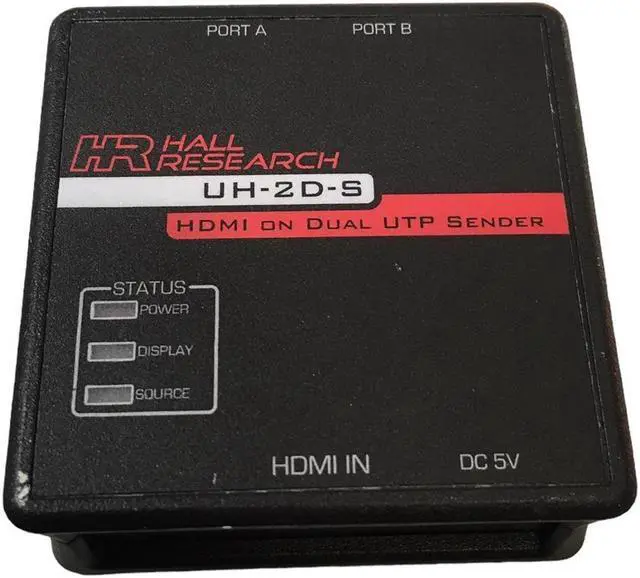 PORT A PORT B
HR HALL
RESEARCH
UH-2D-S
HDMI ON DUAL UTP SENDER
STATUS
POWER
DISPLAY
SOURCE
HDMI IN DC 5V